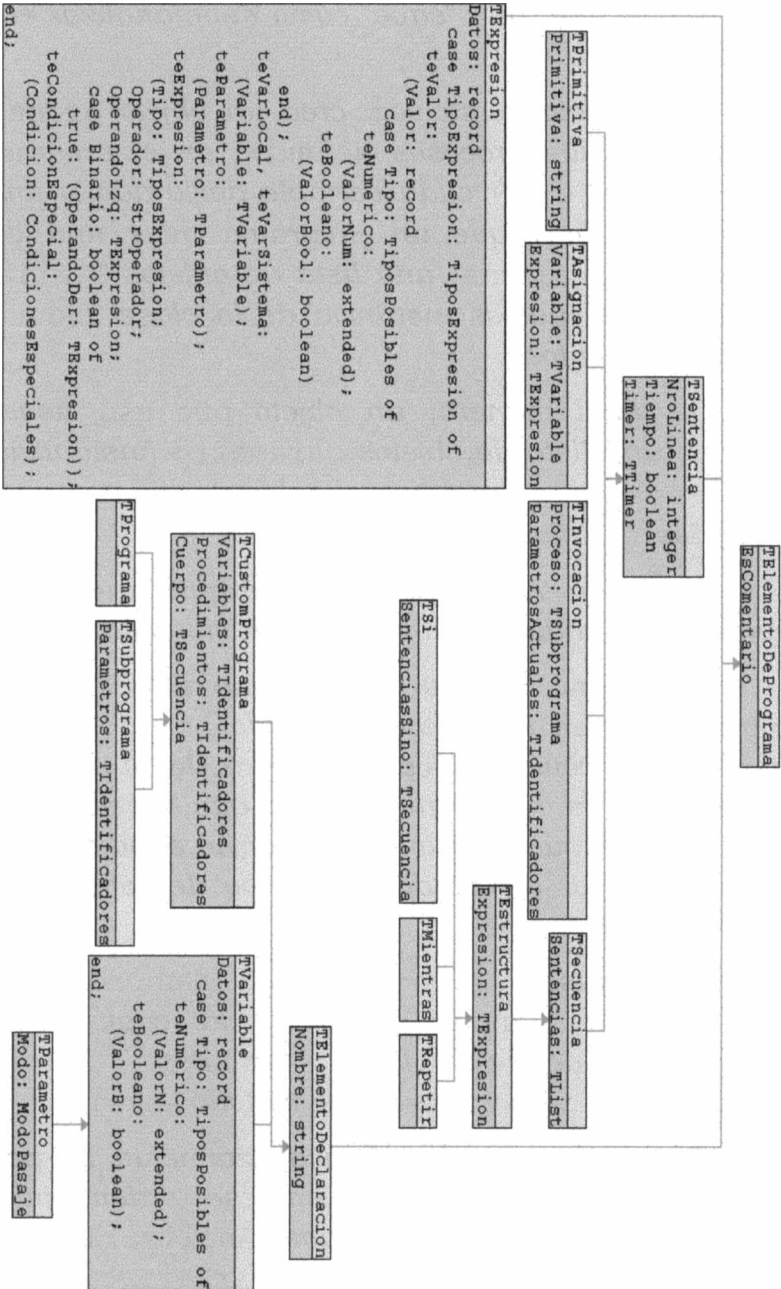 TElementoDePrograma
EsComentario
TSentencia
NroLinea: integer
Tiempo: boolean
Timer: TTimer
TPrimitiva
Primitiva: string
TAsignacion
Variable: TVariable
Expresion: TExpresion
TInvocacion
Proceso: TSubprograma
ParametrosActuales: TIdentificadores
TSecuencia
Sentencias: TList
TEstructura
Expresion: TExpresion
TSi
SentenciasSino: TSecuencia
TMientras
TRepetir
TElementoDeclaracion
Nombre: string
TCustomPrograma
Variables: TIdentificadores
Procedimientos: TIdentificadores
Cuerpo: TSecuencia
TPrograma
TSubprograma
Parametros: TIdentificadores
TVariable
Datos: record
case Tipo: TiposPosibles of
teNumerico:
(ValorN: extended);
teBooleano:
(ValorB: boolean);
end;
TParametro
Modo: ModoPasaje
TExpresion
Datos: record
case TipoExpresion: TiposExpresion of
teValor:
(Valor: record
case Tipo: TiposPosibles of
teNumerico:
(ValorNum: extended);
teBooleano:
(ValorBool: boolean)
end);
teVarLocal, teVarSistema:
(Variable: TVariable);
teParametro:
(Parametro: TParametro);
teExpresion:
(Tipo: TiposExpresion;
Operador: StrOperador;
OperandoIzq: TExpresion;
case Binario: boolean of
true: (OperandoDer: TExpresion));
teCondicionEspecial:
(Condicion: CondicionesEspeciales);
end;